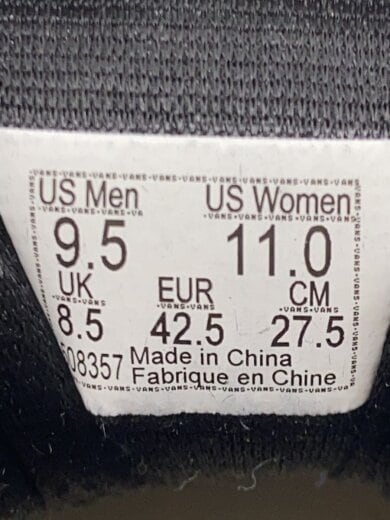 US Men US Women
9.5 11.0
UK EUR CM
8.5 42.5 27.5
508357 Made in China
Fabrique en Chine